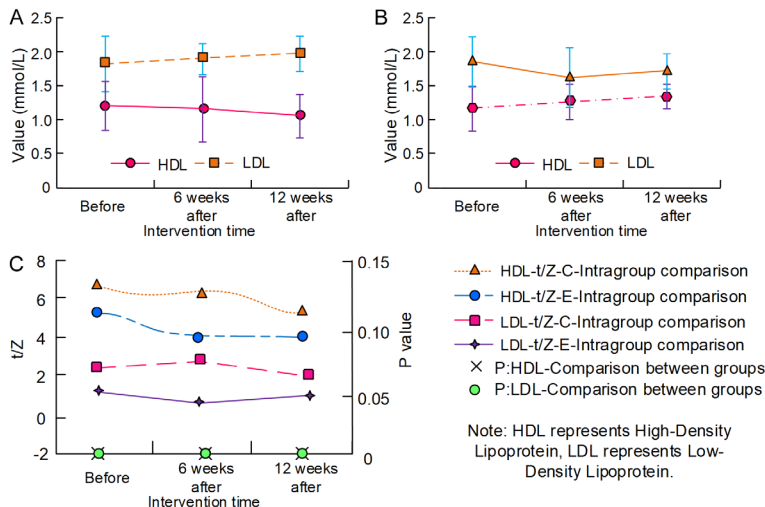 A
Value (mmol/L)
2.5
2.0
1.5
1.0
0.5
0
HDL
LDL
Before
6 weeks
after
12 weeks
after
Intervention time
B
Value (mmol/L)
2.5
2.0
1.5
1.0
0.5
0
HDL
LDL
Before
6 weeks
after
12 weeks
after
Intervention time
C
t/Z
8
6
4
2
0
-2
P value
0.15
0.10
0.05
0
Before
6 weeks
after
12 weeks
after
Intervention time
HDL-t/Z-C-Intragroup comparison
HDL-t/Z-E-Intragroup comparison
LDL-t/Z-C-Intragroup comparison
LDL-t/Z-E-Intragroup comparison
P:HDL-Comparison between groups
P:LDL-Comparison between groups
Note: HDL represents High-Density
Lipoprotein, LDL represents Low-
Density Lipoprotein.